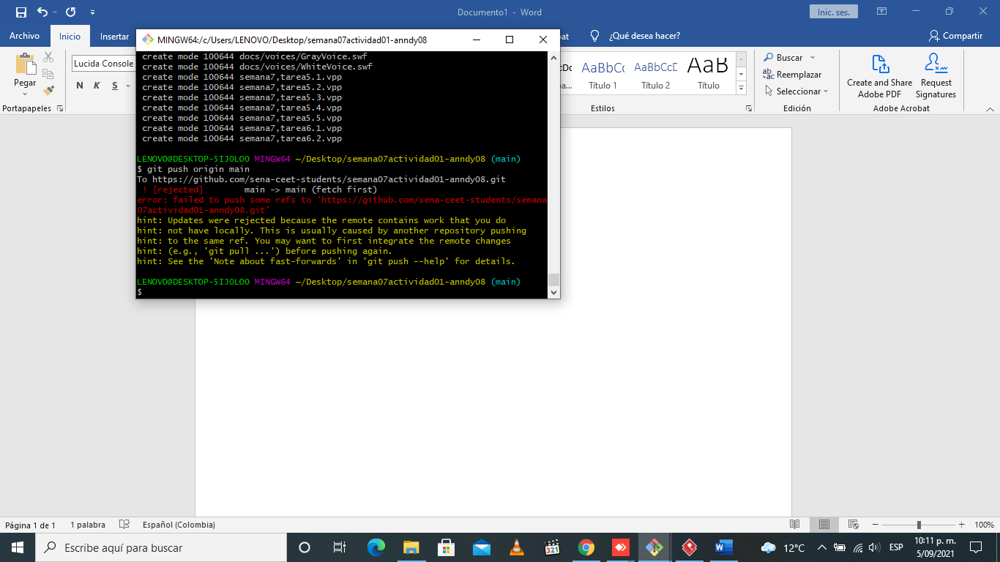 Documento1 - Word
Inic. ses.
Archivo
Inicio
Insertar
MINGW64:/c/Users/LENOVO/Desktop/semana07actividad01-anndy08
bat
¿Qué desea hacer?
Compartir
Pegar
Portapapeles
Lucida Console
N K S
create mode 100644 docs/voices/GrayVoice.swf
create mode 100644 docs/voices/WhiteVoice.swf
create mode 100644 semana7,tarea5.1.vpp
create mode 100644 semana7,tarea5.2.vpp
create mode 100644 semana7,tarea5.3.vpp
create mode 100644 semana7,tarea5.4.vpp
create mode 100644 semana7,tarea5.5.vpp
create mode 100644 semana7,tarea6.1.vpp
create mode 100644 semana7,tarea6.2.vpp
LENOVO@DESKTOP-5IJOLOO MINGW64 ~/Desktop/semana07actividad01-anndy08 (main)
$ git push origin main
To https://github.com/sena-ceet-students/semana07actividad01-anndy08.git
! [rejected] main -> main (fetch first)
error: failed to push some refs to 'https://github.com/sena-ceet-students/semana
07actividad01-anndy08.git'
hint: Updates were rejected because the remote contains work that you do
hint: not have locally. This is usually caused by another repository pushing
hint: to the same ref. You may want to first integrate the remote changes
hint: (e.g., 'git pull ...') before pushing again.
hint: See the 'Note about fast-forwards' in 'git push --help' for details.
LENOVO@DESKTOP-5IJOLOO MINGW64 ~/Desktop/semana07actividad01-anndy08 (main)
$
AaBbCc AaBbCcD AaB
a... Título 1 Título 2 Título
Estilos
Buscar
Reemplazar
Seleccionar
Edición
Create and Share
Adobe PDF
Request
Signatures
Adobe Acrobat
Página 1 de 1
1 palabra
Español (Colombia)
100%
Escribe aquí para buscar
321
12°C
ESP
10:11 p. m.
5/09/2021